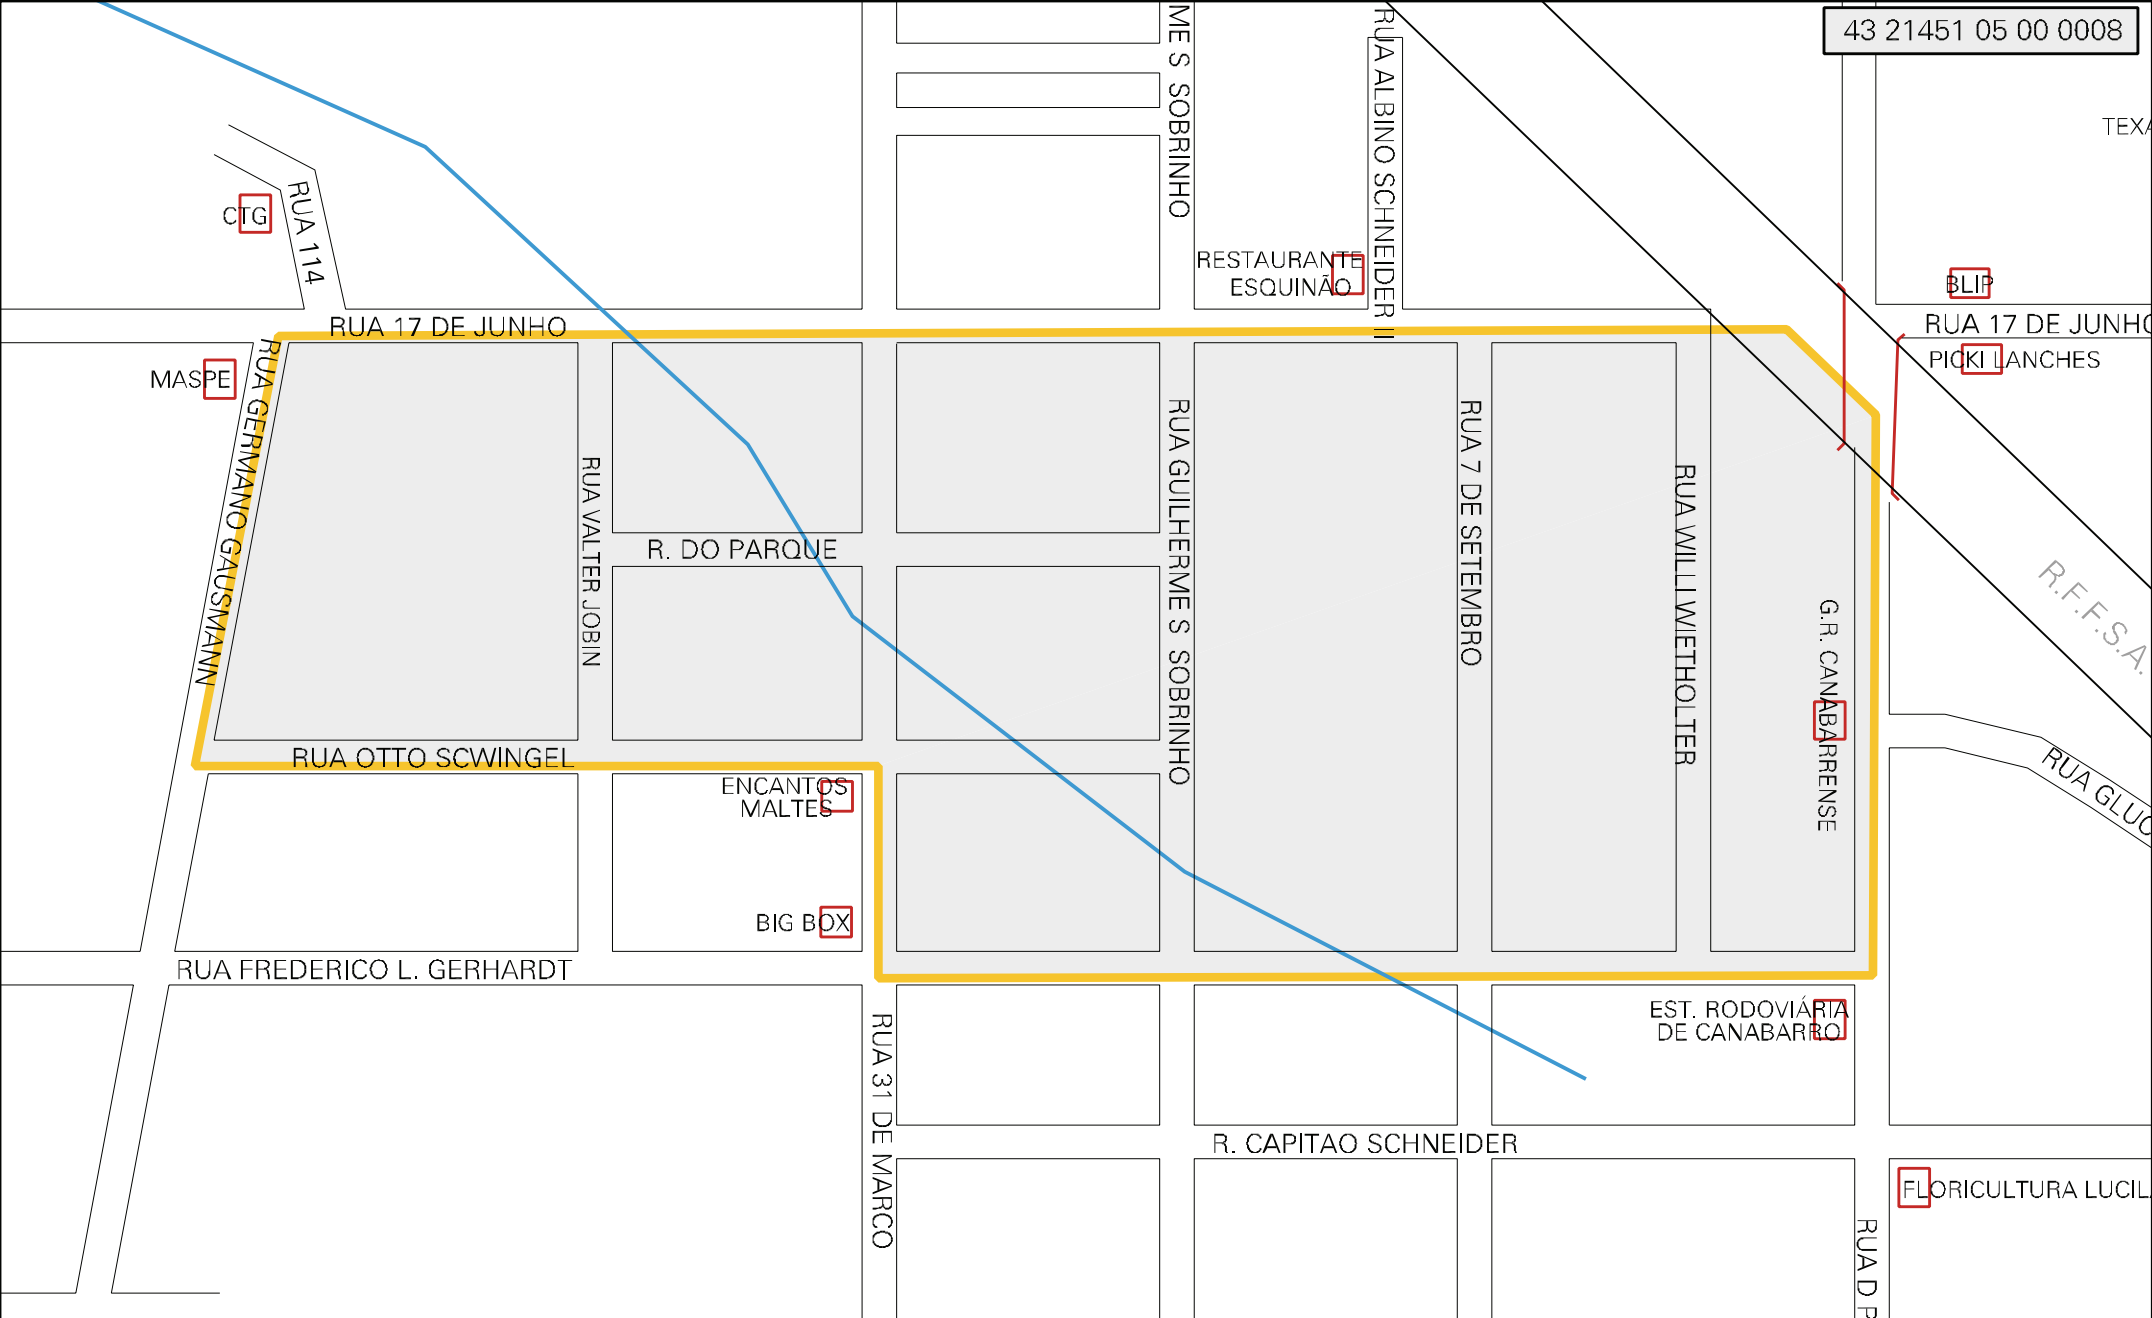 43 21451 05 00 0008
ME S SOBRINHO
RUA ALBINO SCHNEIDER II
TEXA
CTG
RUA 114
RESTAURANTE
ESQUINÃO
BLIP
RUA 17 DE JUNHO
RUA 17 DE JUNHO
PICKI LANCHES
MASPE
RUA GERMANO GAUSMANN
RUA VALTER JOBIN
R. DO PARQUE
RUA GUILHERME S SOBRINHO
RUA 7 DE SETEMBRO
RUA WILLI WIETHOLTER
G.R. CANABARRENSE
R.F.F.S.A.
RUA OTTO SCWINGEL
ENCANTOS
MALTES
RUA GLUC
BIG BOX
RUA FREDERICO L. GERHARDT
EST. RODOVIÁRIA
DE CANABARRO
RUA 31 DE MARCO
R. CAPITAO SCHNEIDER
FLORICULTURA LUCIL
RUA D P